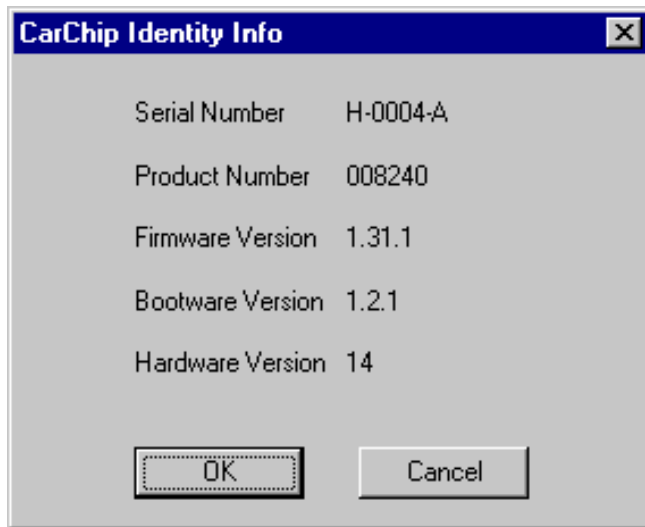 CarChip Identity Info
Serial Number H-0004-A
Product Number 008240
Firmware Version 1.31.1
Bootware Version 1.2.1
Hardware Version 14
OK Cancel